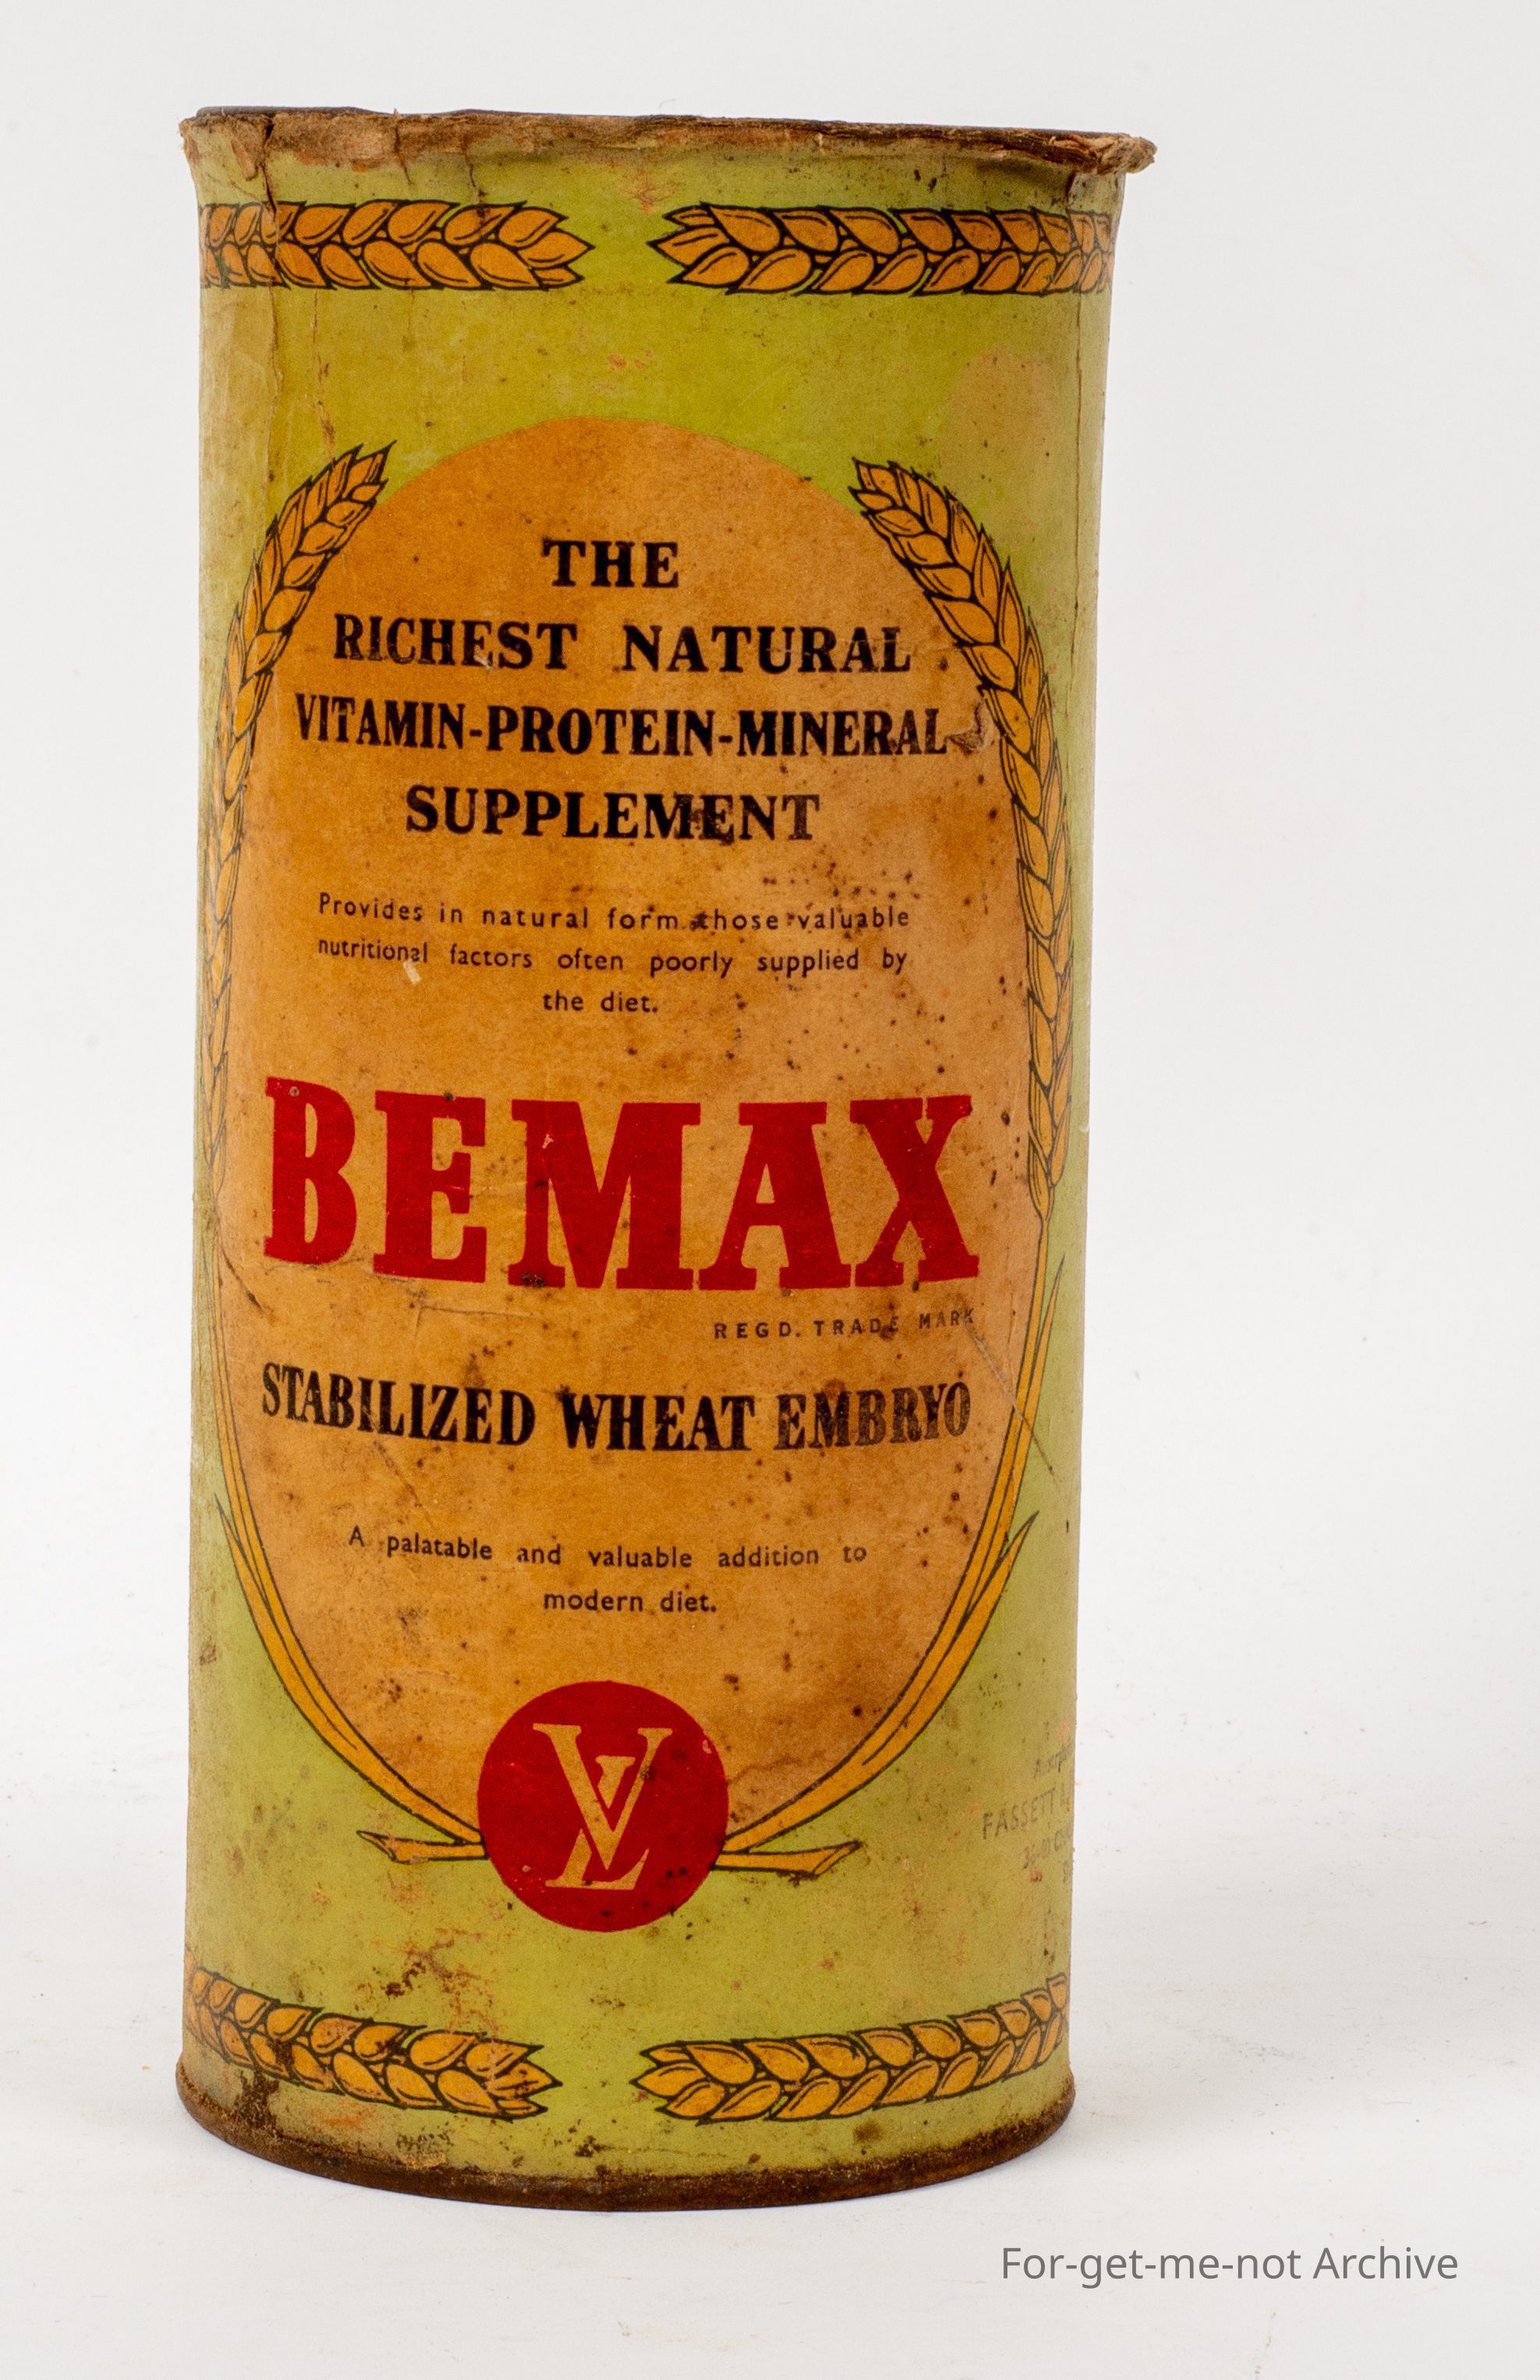 THE
RICHEST NATURAL
VITAMIN-PROTEIN-MINERAL
SUPPLEMENT
Provides in natural form those valuable
nutritional factors often poorly supplied by
the diet.
BEMAX
REGD. TRADE MARK
STABILIZED WHEAT EMBRYO
A palatable and valuable addition to
modern diet.
VL
FASSETT
For-get-me-not Archive